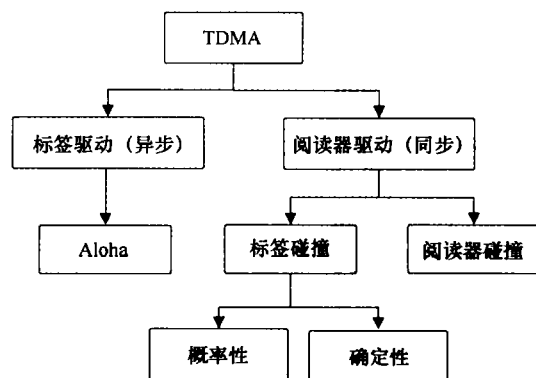 TDMA
标签驱动（异步）
阅读器驱动（同步）
Aloha
标签碰撞
阅读器碰撞
概率性
确定性